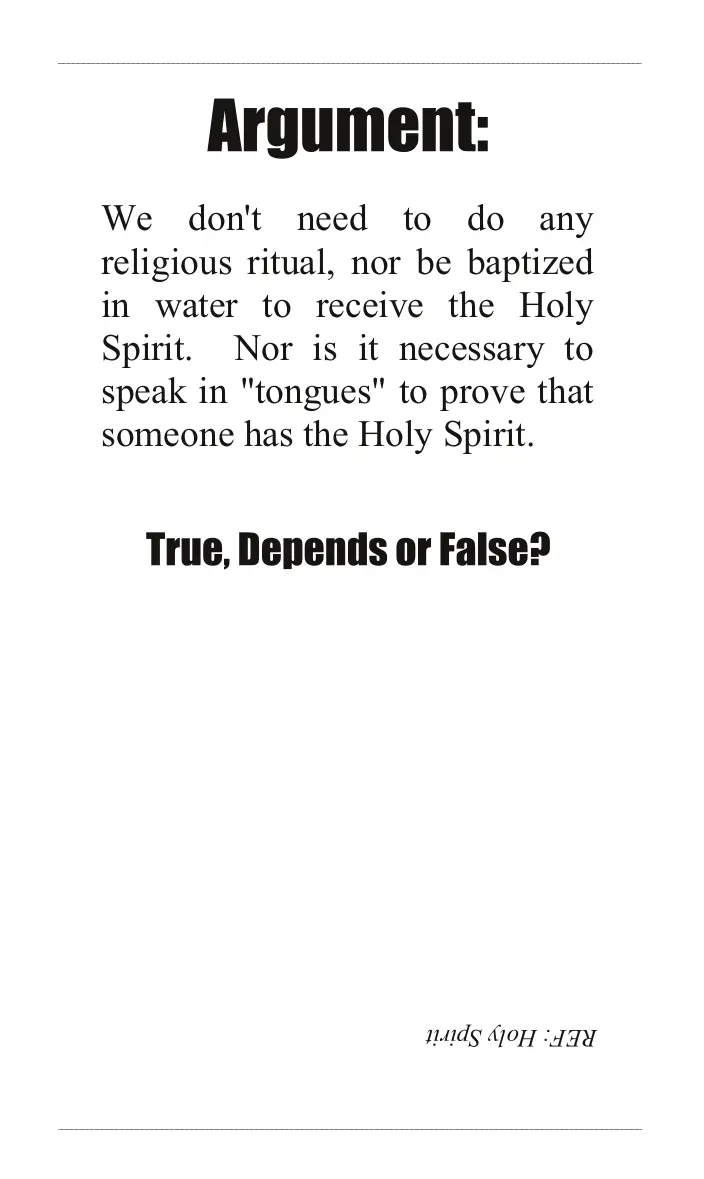 Argument:
We don't need to do any
religious ritual, nor be baptized
in water to receive the Holy
Spirit.  Nor is it necessary to
speak in "tongues" to prove that
someone has the Holy Spirit.
True, Depends or False?
REF: Holy Spirit